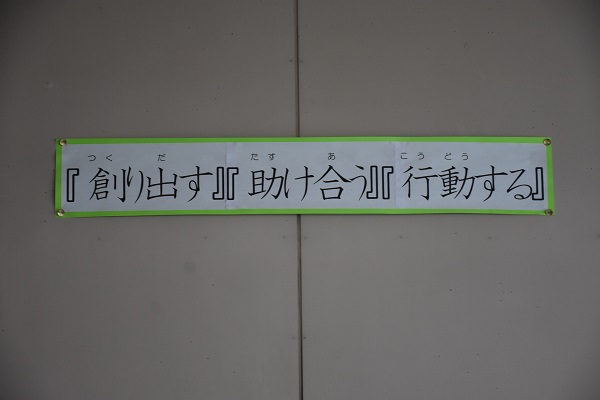 つく だ たす あ こうどう
『創り出す』『助け合う』『行動する』